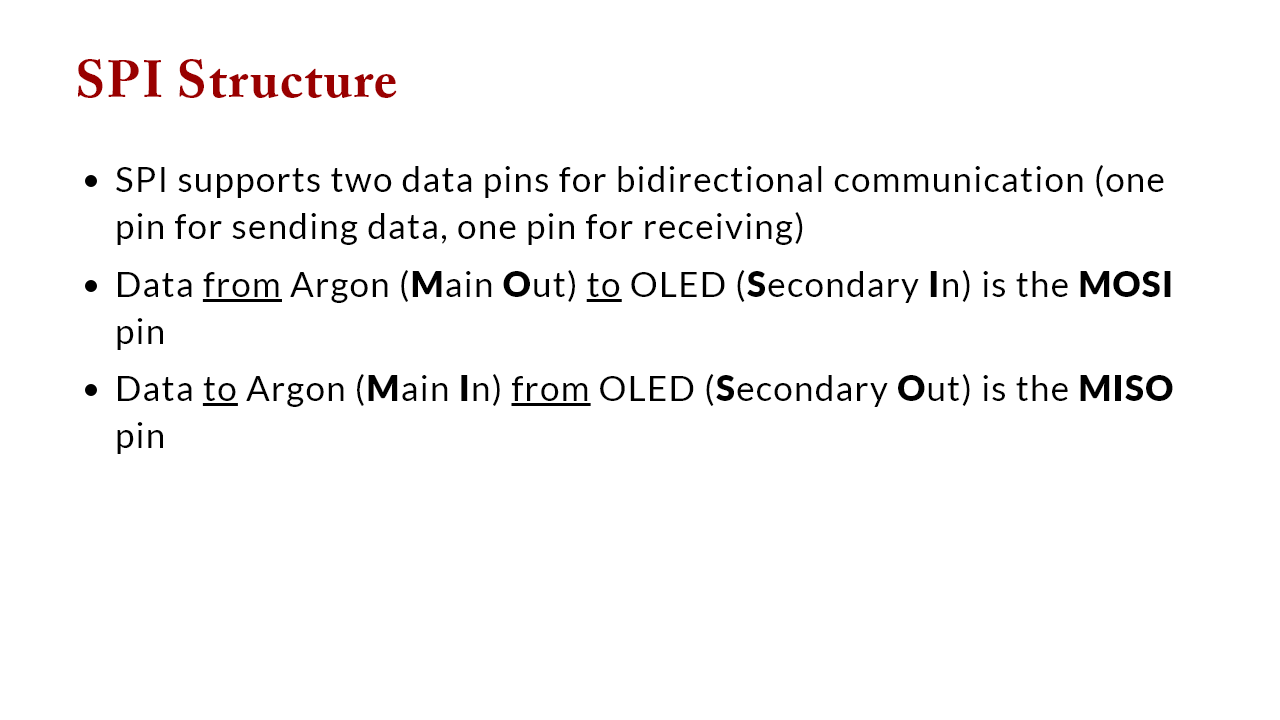 SPI Structure
• SPI supports two data pins for bidirectional communication (one
pin for sending data, one pin for receiving)
• Data from Argon (Main Out) to OLED (Secondary In) is the MOSI
pin
• Data to Argon (Main In) from OLED (Secondary Out) is the MISO
pin